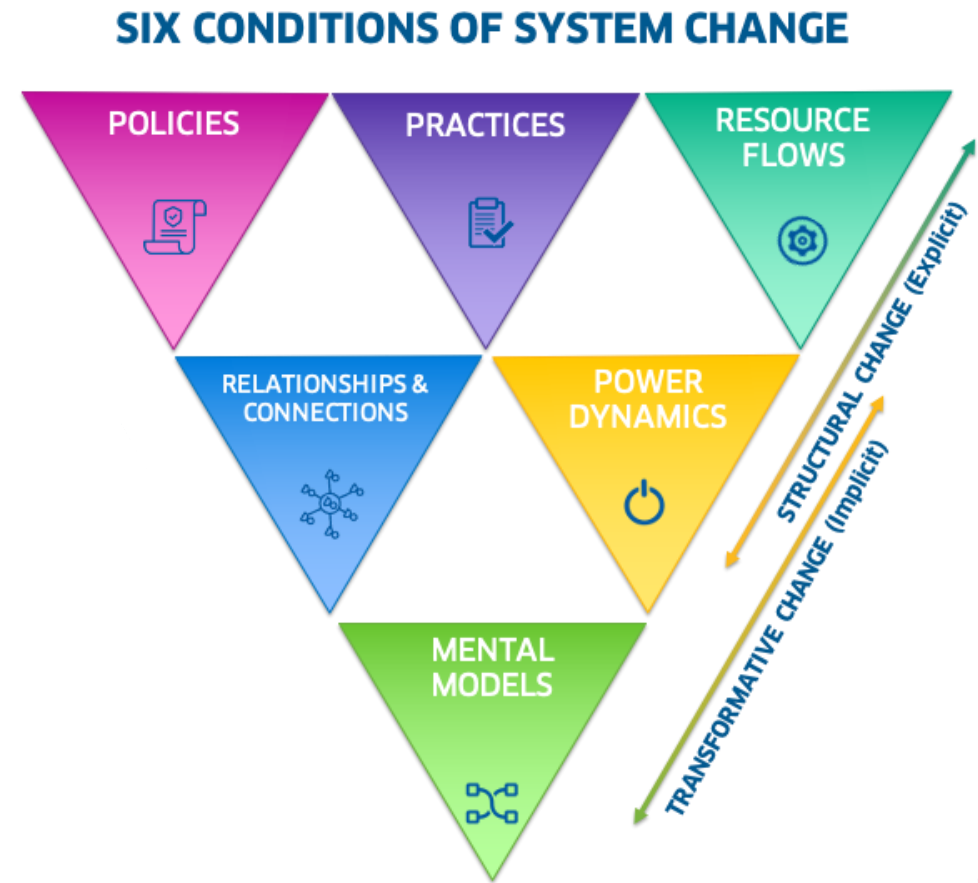 SIX CONDITIONS OF SYSTEM CHANGE
POLICIES
PRACTICES
RESOURCE
FLOWS
RELATIONSHIPS &
CONNECTIONS
POWER
DYNAMICS
MENTAL
MODELS
STRUCTURAL CHANGE (Explicit)
TRANSFORMATIVE CHANGE (Implicit)